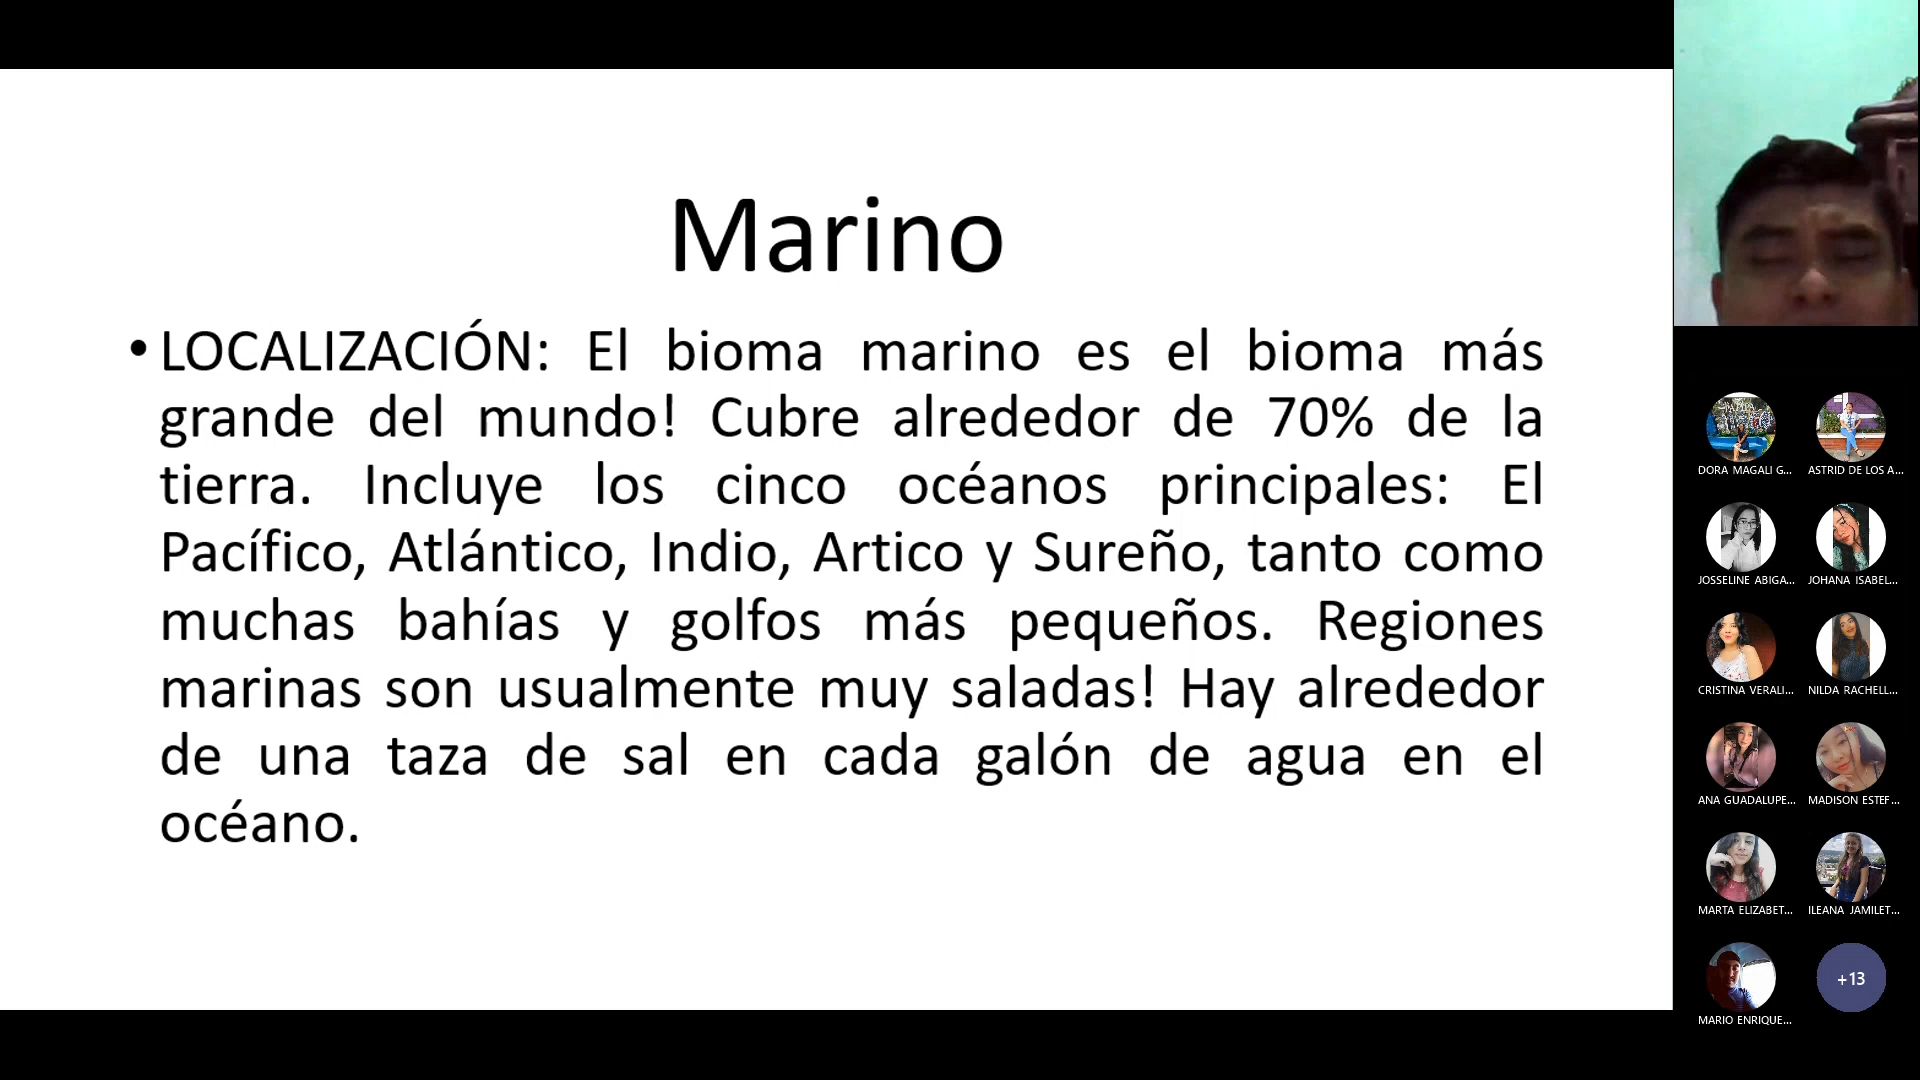 Marino
• LOCALIZACIÓN: El bioma marino es el bioma más
grande del mundo! Cubre alrededor de 70% de la
tierra. Incluye los cinco océanos principales: El
Pacífico, Atlántico, Indio, Artico y Sureño, tanto como
muchas bahías y golfos más pequeños. Regiones
marinas son usualmente muy saladas! Hay alrededor
de una taza de sal en cada galón de agua en el
océano.
DORA MAGALI G...
ASTRID DE LOS A...
JOSSELINE ABIGA...
JOHANA ISABEL...
CRISTINA VERALI...
NILDA RACHELL...
ANA GUADALUPE...
MADISON ESTEF...
MARTA ELIZABET...
ILEANA JAMILET...
MARIO ENRIQUE...
+13